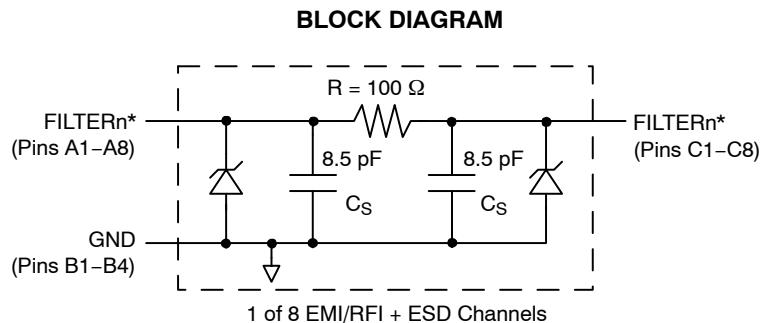 BLOCK DIAGRAM
R = 100 Ω
FILTERn*
(Pins A1–A8)
FILTERn*
(Pins C1–C8)
8.5 pF
8.5 pF
CS
CS
GND
(Pins B1–B4)
1 of 8 EMI/RFI + ESD Channels